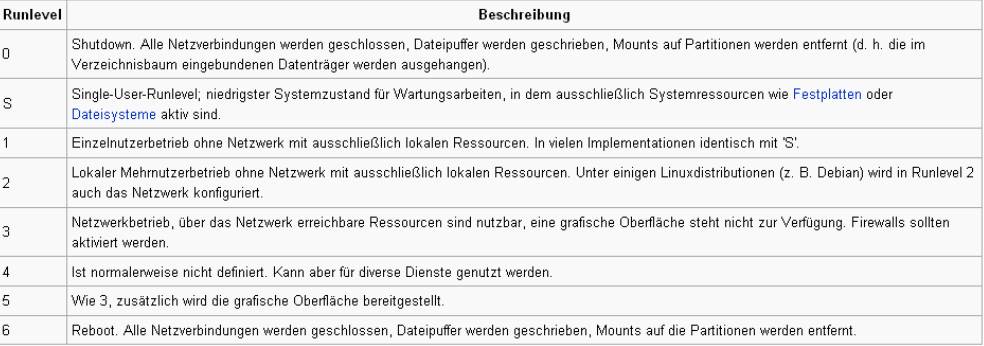 Runlevel Beschreibung
0 Shutdown. Alle Netzverbindungen werden geschlossen, Dateipuffer werden geschrieben, Mounts auf Partitionen werden entfernt (d. h. die im
Verzeichnisbaum eingebundenen Datenträger werden ausgehangen).
S Single-User-Runlevel; niedrigster Systemzustand für Wartungsarbeiten, in dem ausschließlich Systemressourcen wie Festplatten oder
Dateisysteme aktiv sind.
1 Einzelnutzerbetrieb ohne Netzwerk mit ausschließlich lokalen Ressourcen. In vielen Implementationen identisch mit 'S'.
2 Lokaler Mehrnutzerbetrieb ohne Netzwerk mit ausschließlich lokalen Ressourcen. Unter einigen Linuxdistributionen (z. B. Debian) wird in Runlevel 2
auch das Netzwerk konfiguriert.
3 Netzwerkbetrieb, über das Netzwerk erreichbare Ressourcen sind nutzbar, eine grafische Oberfläche steht nicht zur Verfügung. Firewalls sollten
aktiviert werden.
4 Ist normalerweise nicht definiert. Kann aber für diverse Dienste genutzt werden.
5 Wie 3, zusätzlich wird die grafische Oberfläche bereitgestellt.
6 Reboot. Alle Netzverbindungen werden geschlossen, Dateipuffer werden geschrieben, Mounts auf die Partitionen werden entfernt.